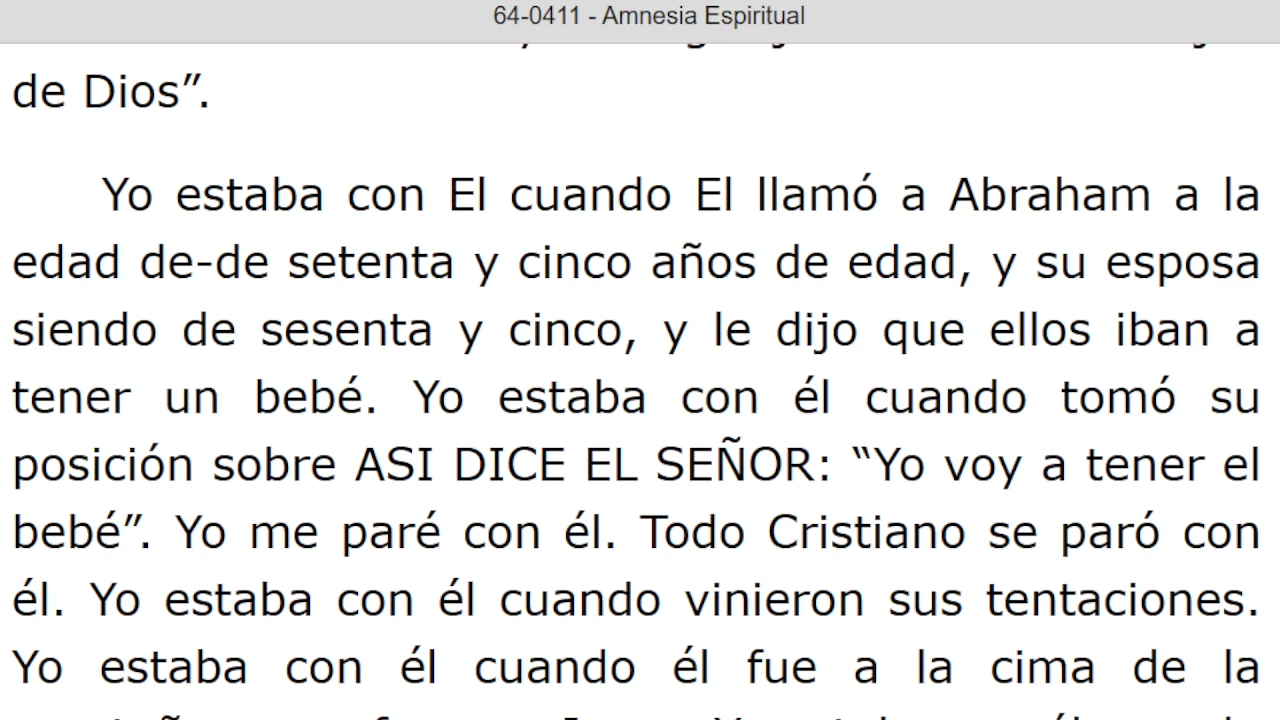 64-0411 - Amnesia Espiritual
de Dios”.
Yo estaba con El cuando El llamó a Abraham a la
edad de-de setenta y cinco años de edad, y su esposa
siendo de sesenta y cinco, y le dijo que ellos iban a
tener un bebé. Yo estaba con él cuando tomó su
posición sobre ASI DICE EL SEÑOR: “Yo voy a tener el
bebé”. Yo me paré con él. Todo Cristiano se paró con
él. Yo estaba con él cuando vinieron sus tentaciones.
Yo estaba con él cuando él fue a la cima de la